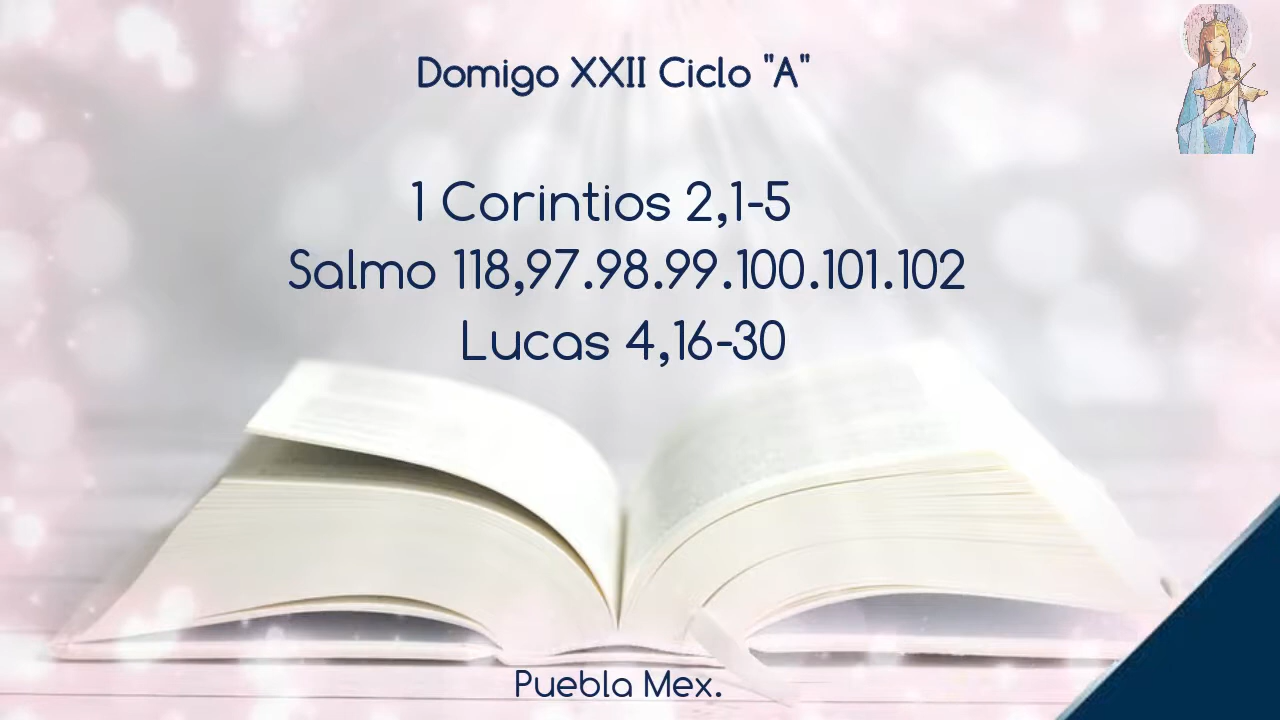 Domigo XXII Ciclo "A"
1 Corintios 2,1-5
Salmo 118,97.98.99.100.101.102
Lucas 4,16-30
Puebla Mex.